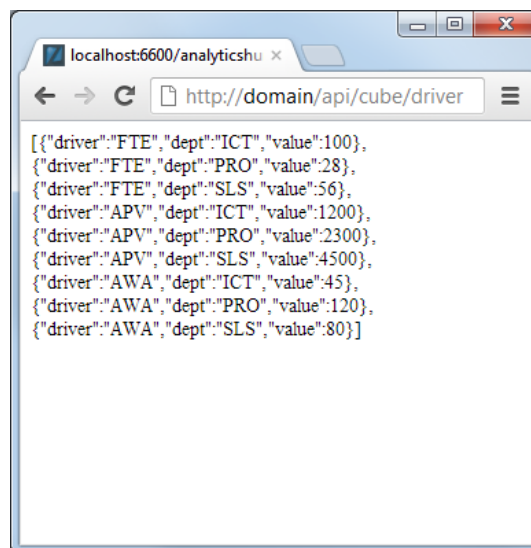 localhost:6600/analyticshu
http://domain/api/cube/driver
[{"driver":"FTE","dept":"ICT","value":100},
{"driver":"FTE","dept":"PRO","value":28},
{"driver":"FTE","dept":"SLS","value":56},
{"driver":"APV","dept":"ICT","value":1200},
{"driver":"APV","dept":"PRO","value":2300},
{"driver":"APV","dept":"SLS","value":4500},
{"driver":"AWA","dept":"ICT","value":45},
{"driver":"AWA","dept":"PRO","value":120},
{"driver":"AWA","dept":"SLS","value":80}]